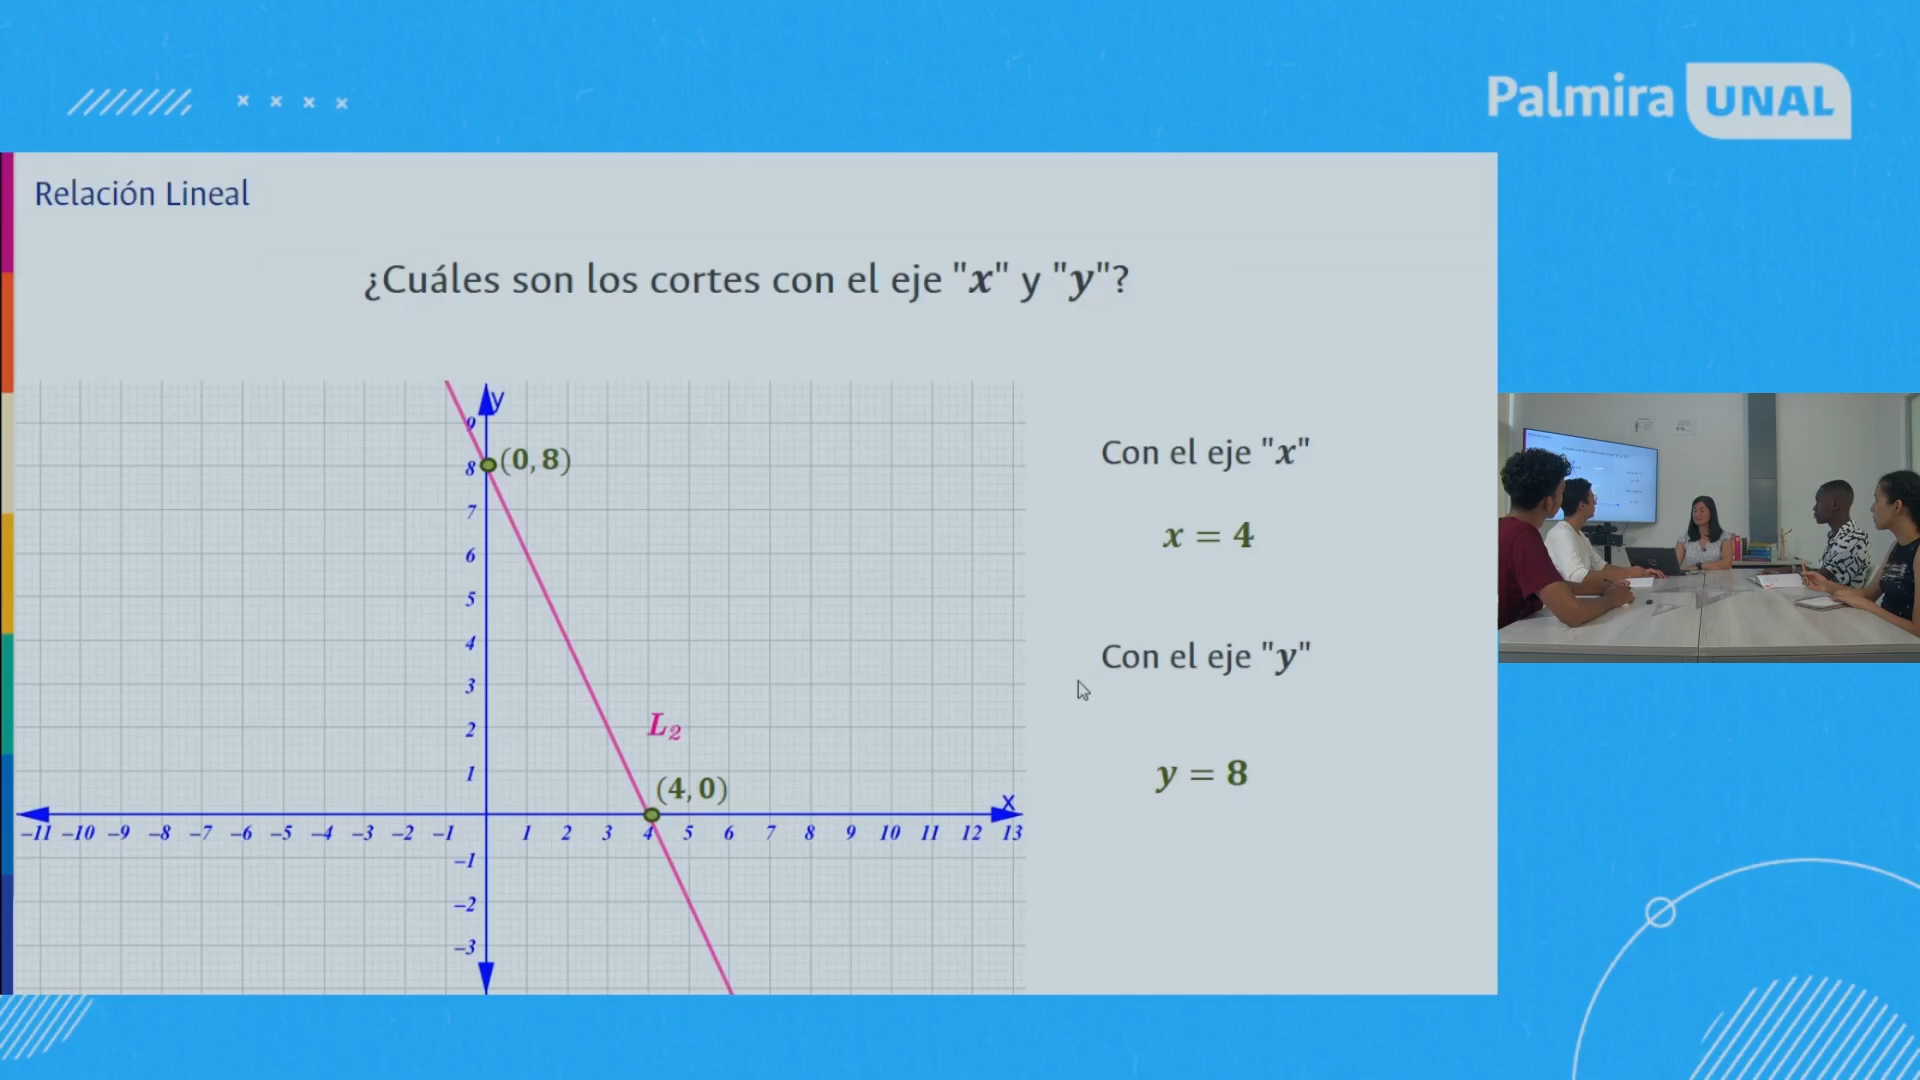 Palmira UNAL
Relación Lineal
¿Cuáles son los cortes con el eje "x" y "y"?
y
9
8
(0, 8)
7
6
5
4
3
2
1
L₂
(4, 0)
x
–11 –10 –9 –8 –7 –6 –5 –4 –3 –2 –1 1 2 3 4 5 6 7 8 9 10 11 12 13
–1
–2
–3
Con el eje "x"
x = 4
Con el eje "y"
y = 8